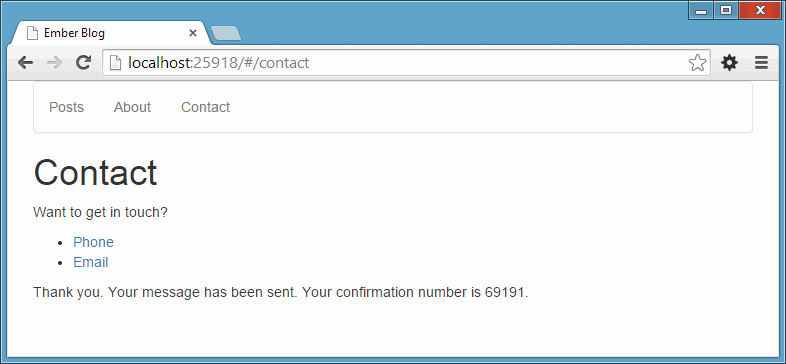 Ember Blog
localhost:25918/#/contact
Posts About Contact
Contact
Want to get in touch?
Phone
Email
Thank you. Your message has been sent. Your confirmation number is 69191.